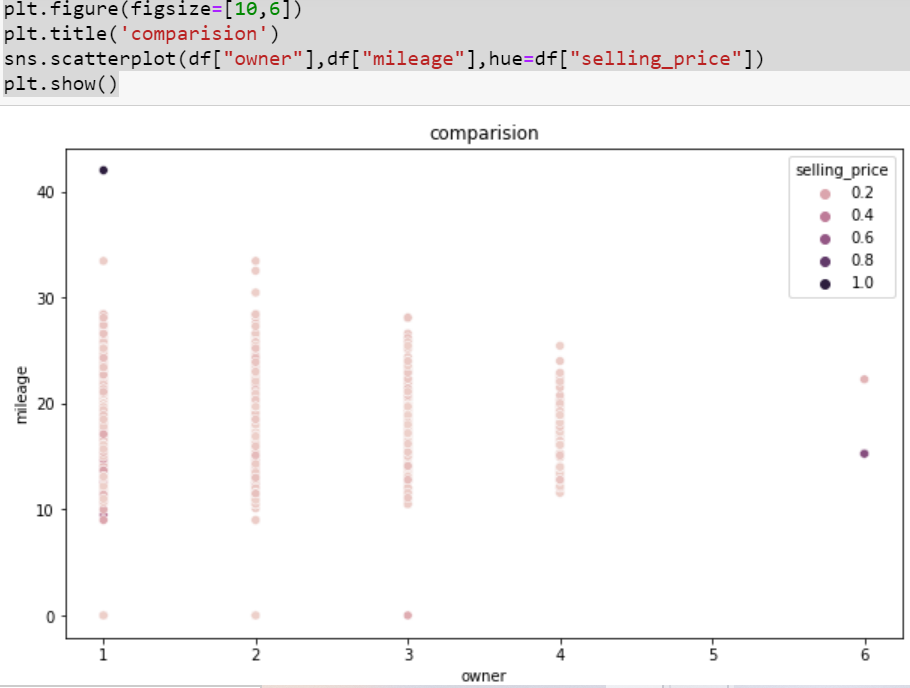 plt.figure(figsize=[10,6])
plt.title('comparision')
sns.scatterplot(df["owner"],df["mileage"],hue=df["selling_price"])
plt.show()
comparision
selling_price
0.2
0.4
0.6
0.8
1.0
40
30
20
10
0
mileage
1 2 3 4 5 6
owner